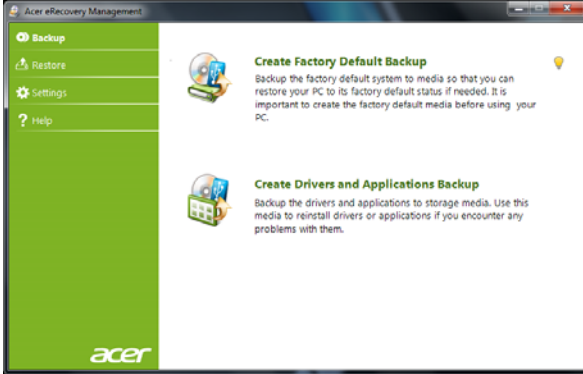 Acer eRecovery Management
Backup
Restore
Settings
? Help
Create Factory Default Backup
Backup the factory default system to media so that you can
restore your PC to its factory default status if needed. It is
important to create the factory default media before using your
PC.
Create Drivers and Applications Backup
Backup the drivers and applications to storage media. Use this
media to reinstall drivers or applications if you encounter any
problems with them.
acer